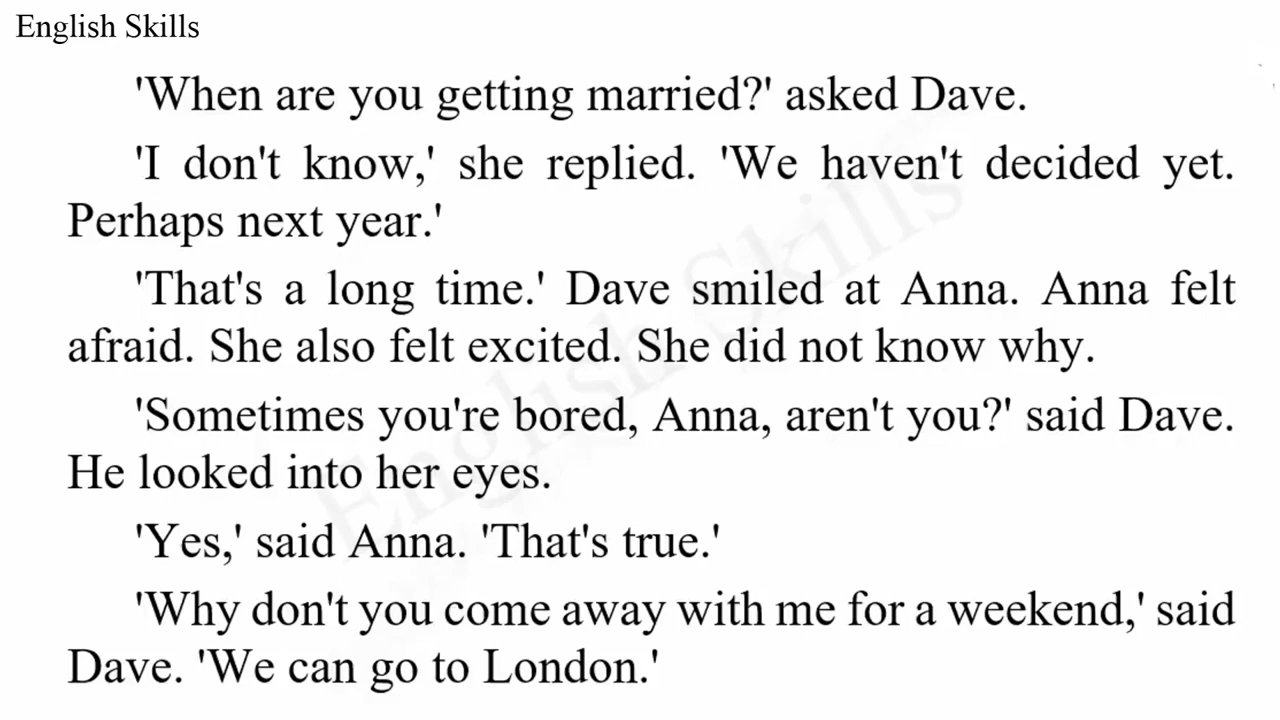 English Skills
'When are you getting married?' asked Dave.
'I don't know,' she replied. 'We haven't decided yet.
Perhaps next year.'
'That's a long time.' Dave smiled at Anna. Anna felt
afraid. She also felt excited. She did not know why.
'Sometimes you're bored, Anna, aren't you?' said Dave.
He looked into her eyes.
'Yes,' said Anna. 'That's true.'
'Why don't you come away with me for a weekend,' said
Dave. 'We can go to London.'
English Skills